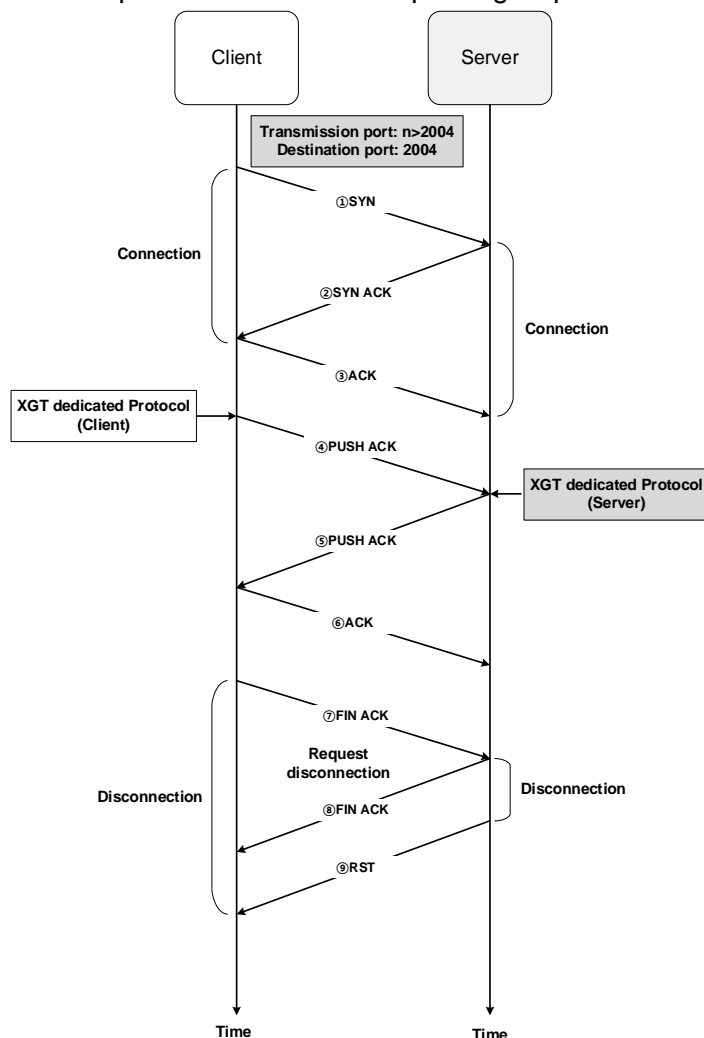 Client
Server
Transmission port: n>2004
Destination port: 2004
①SYN
Connection
②SYN ACK
Connection
③ACK
XGT dedicated Protocol
(Client)
④PUSH ACK
XGT dedicated Protocol
(Server)
⑤PUSH ACK
⑥ACK
⑦FIN ACK
Request
disconnection
Disconnection
Disconnection
⑧FIN ACK
⑨RST
Time
Time